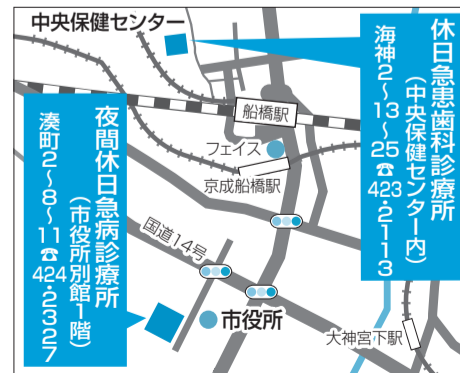 中央保健センター
休日急患歯科診療所
（中央保健センター内）
海神2〜13〜25☎423・2113
船橋駅
フェイス
京成船橋駅
夜間休日急病診療所
（市役所別館1階）
湊町2〜8〜11☎424・2327
国道14号
市役所
大神宮下駅